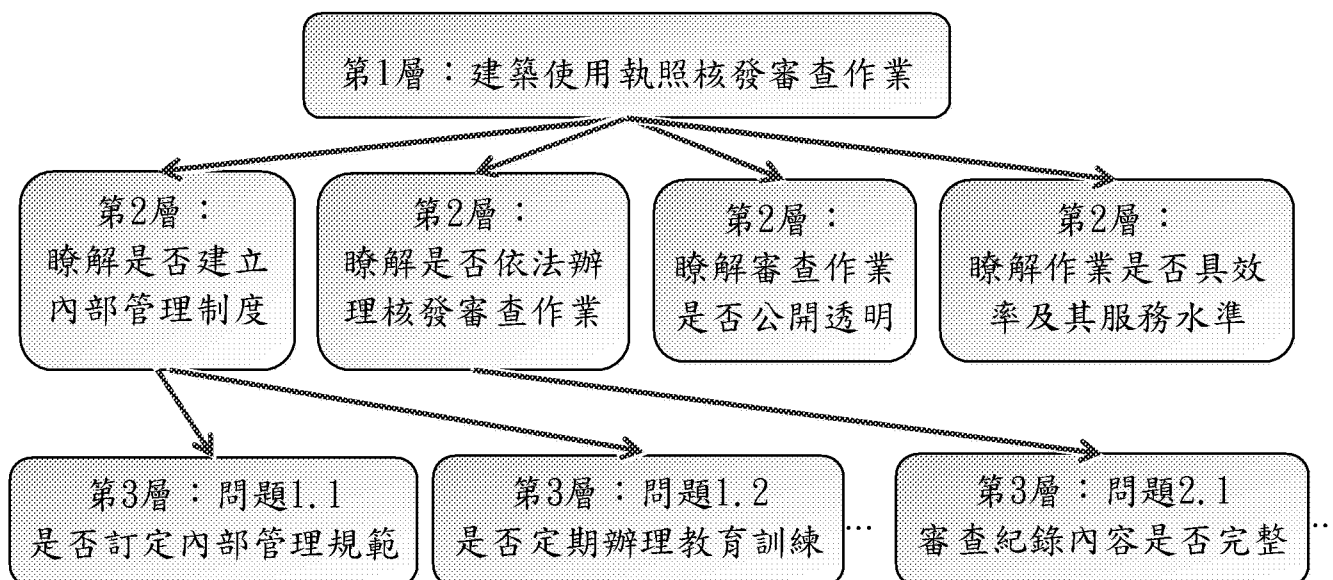 第1層：建築使用執照核發審查作業
第2層：
瞭解是否建立
內部管理制度
第2層：
瞭解是否依法辦
理核發審查作業
第2層：
瞭解審查作業
是否公開透明
第2層：
瞭解作業是否具效
率及其服務水準
第3層：問題1.1
是否訂定內部管理規範
第3層：問題1.2
是否定期辦理教育訓練
…
第3層：問題2.1
審查紀錄內容是否完整
…